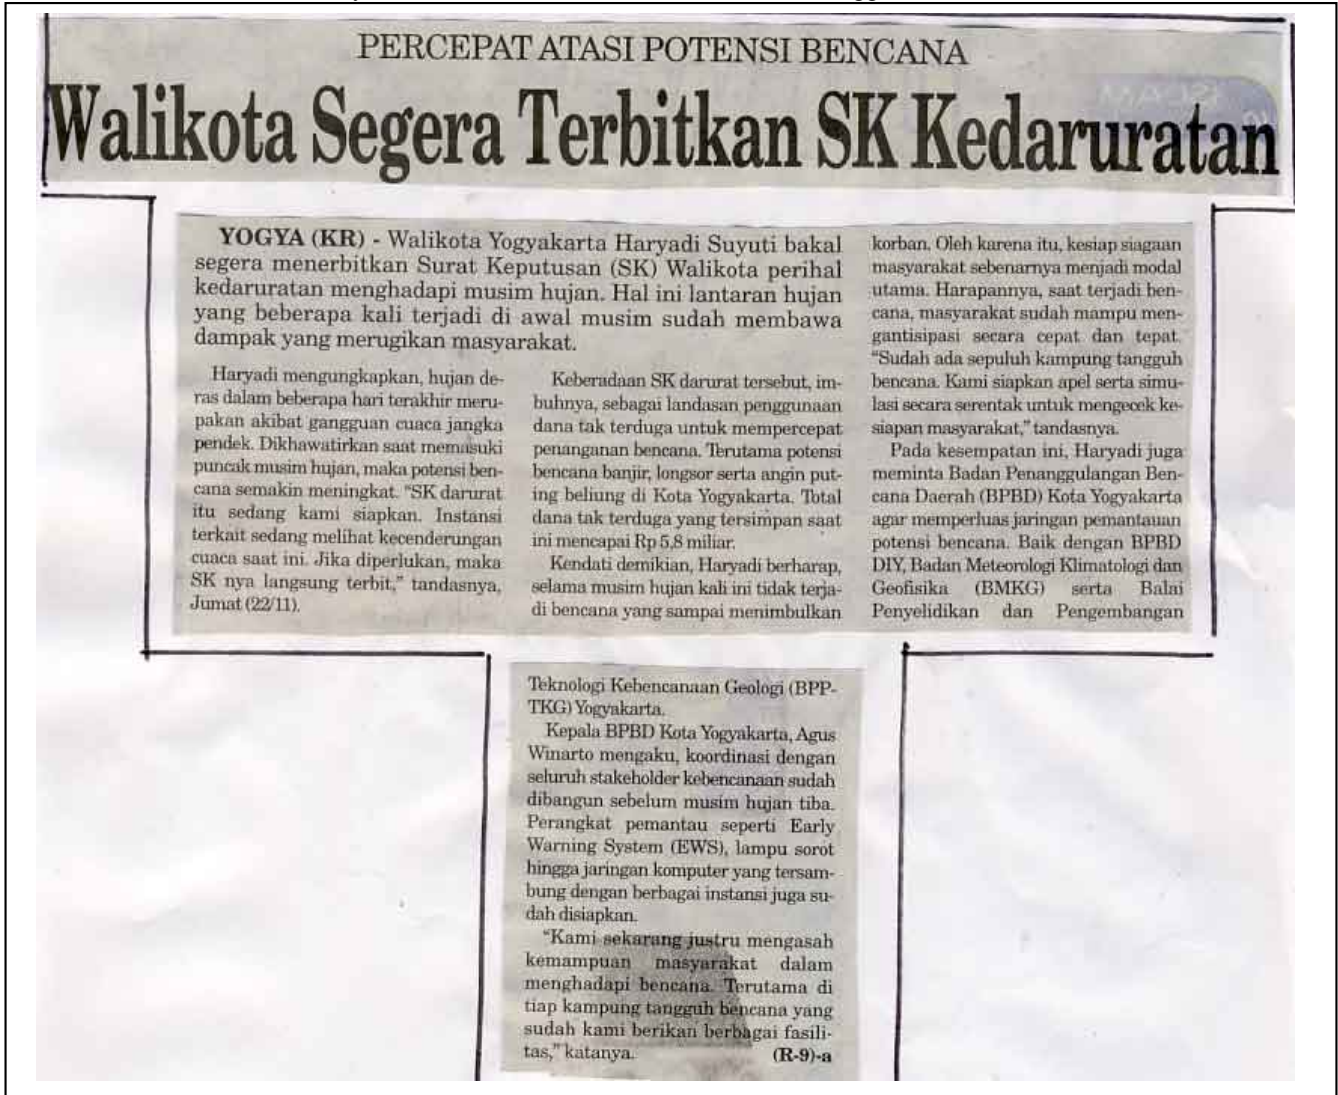 PERCEPAT ATASI POTENSI BENCANA
Walikota Segera Terbitkan SK Kedaruratan
YOGYA (KR) - Walikota Yogyakarta Haryadi Suyuti bakal
segera menerbitkan Surat Keputusan (SK) Walikota perihal
kedaruratan menghadapi musim hujan. Hal ini lantaran hujan
yang beberapa kali terjadi di awal musim sudah membawa
dampak yang merugikan masyarakat.
Haryadi mengungkapkan, hujan de-
ras dalam beberapa hari terakhir meru-
pakan akibat gangguan cuaca jangka
pendek. Dikhawatirkan saat memasuki
puncak musim hujan, maka potensi ben-
cana semakin meningkat. "SK darurat
itu sedang kami siapkan. Instansi
terkait sedang melihat kecenderungan
cuaca saat ini. Jika diperlukan, maka
SK nya langsung terbit," tandasnya,
Jumat (22/11).
Keberadaan SK darurat tersebut, im-
buhnya, sebagai landasan penggunaan
dana tak terduga untuk mempercepat
penanganan bencana. Terutama potensi
bencana banjir, longsor serta angin put-
ing beliung di Kota Yogyakarta. Total
dana tak terduga yang tersimpan saat
ini mencapai Rp 5,8 miliar.
Kendati demikian, Haryadi berharap,
selama musim hujan kali ini tidak terja-
di bencana yang sampai menimbulkan
korban. Oleh karena itu, kesiap siagaan
masyarakat sebenarnya menjadi modal
utama. Harapannya, saat terjadi ben-
cana, masyarakat sudah mampu men-
gantisipasi secara cepat dan tepat.
"Sudah ada sepuluh kampung tangguh
bencana. Kami siapkan apel serta simu-
lasi secara serentak untuk mengecek ke-
siapan masyarakat," tandasnya.
Pada kesempatan ini, Haryadi juga
meminta Badan Penanggulangan Ben-
cana Daerah (BPBD) Kota Yogyakarta
agar memperluas jaringan pemantauan
potensi bencana. Baik dengan BPBD
DIY, Badan Meteorologi Klimatologi dan
Geofisika (BMKG) serta Balai
Penyelidikan dan Pengembangan
Teknologi Kebencanaan Geologi (BPP-
TKG) Yogyakarta.
Kepala BPBD Kota Yogyakarta, Agus
Winarto mengaku, koordinasi dengan
seluruh stakeholder kebencanaan sudah
dibangun sebelum musim hujan tiba.
Perangkat pemantau seperti Early
Warning System (EWS), lampu sorot
hingga jaringan komputer yang tersam-
bung dengan berbagai instansi juga su-
dah disiapkan.
"Kami sekarang justru mengasah
kemampuan masyarakat dalam
menghadapi bencana. Terutama di
tiap kampung tangguh bencana yang
sudah kami berikan berbagai fasili-
tas," katanya. (R-9)-a